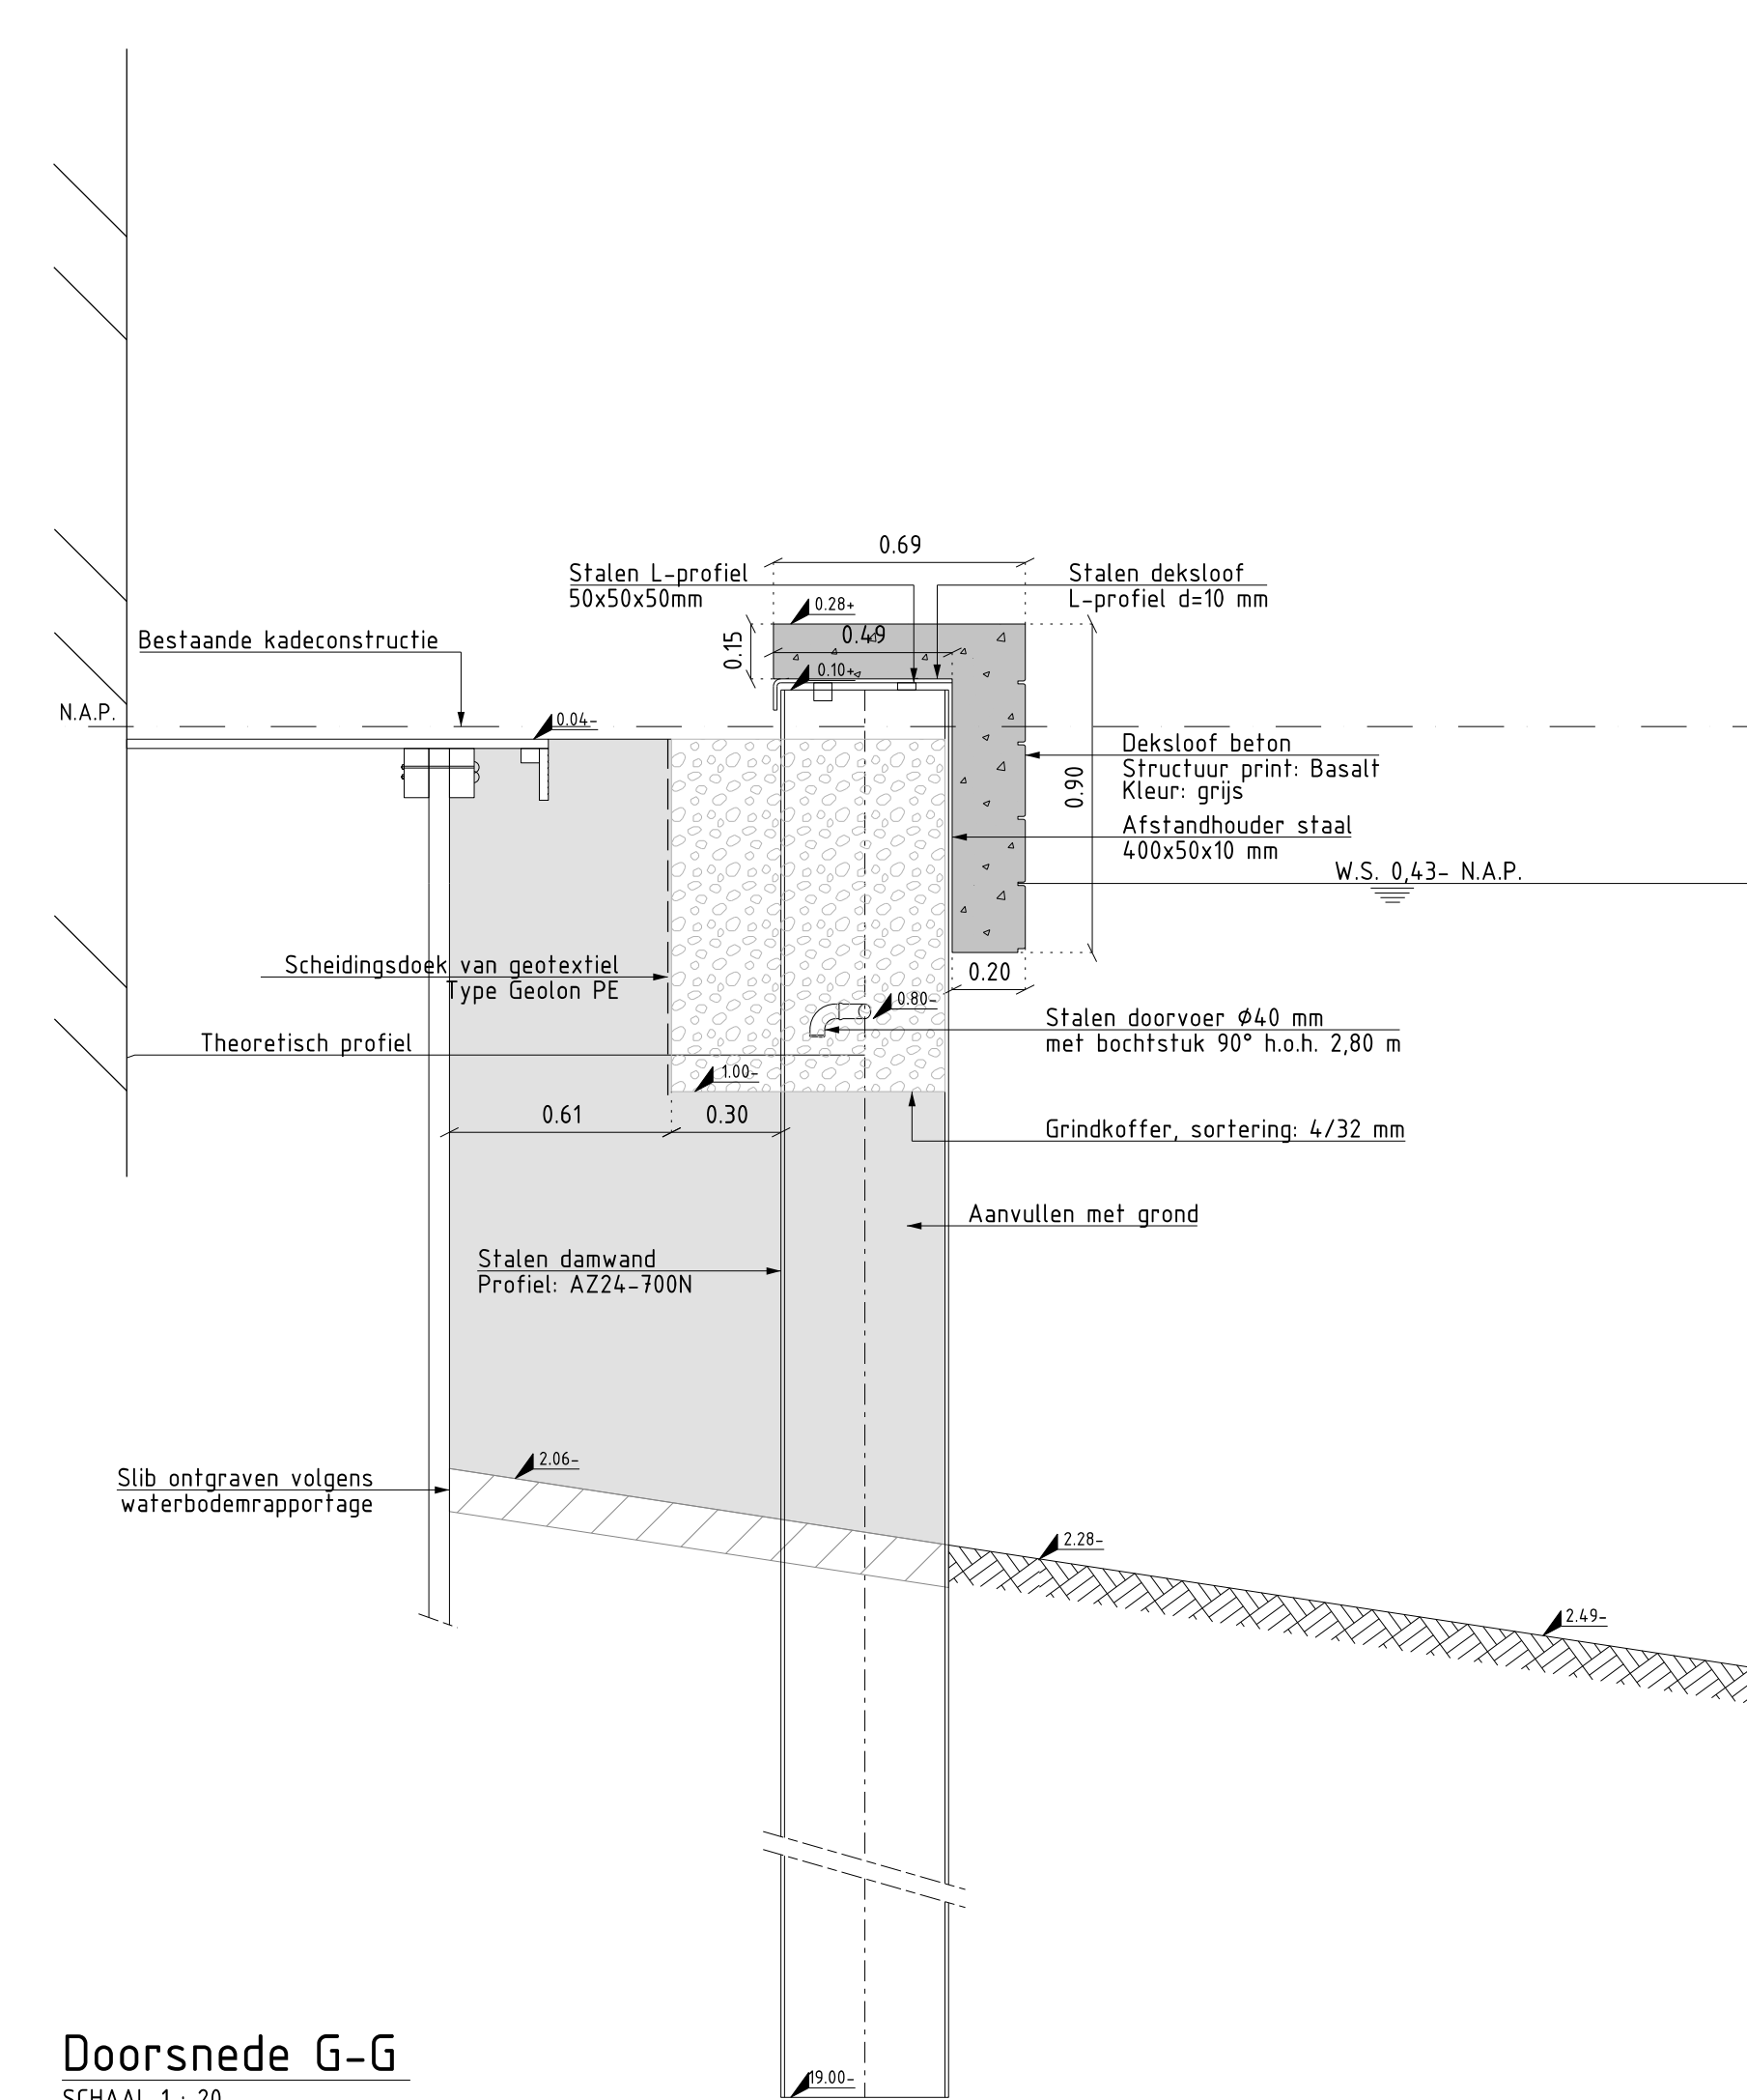 0.69
Stalen L-profiel
50x50x50mm
Stalen deksloof
L-profiel d=10 mm
0.28+
0.15
0.49
Bestaande kadeconstructie
0.10+
N.A.P.
0.04-
Deksloof beton
Structuur print: Basalt
Kleur: grijs
0.90
Afstandhouder staal
400x50x10 mm
W.S. 0,43- N.A.P.
Scheidingsdoek van geotextiel
Type Geolon PE
0.20
0.80-
Stalen doorvoer Ø40 mm
met bochtstuk 90° h.o.h. 2,80 m
Theoretisch profiel
1.00-
0.61
0.30
Grindkoffer, sortering: 4/32 mm
Aanvullen met grond
Stalen damwand
Profiel: AZ24-700N
2.06-
Slib ontgraven volgens
waterbodemrapportage
2.28-
2.49-
Doorsnede G-G
SCHAAL 1 : 20
19.00-